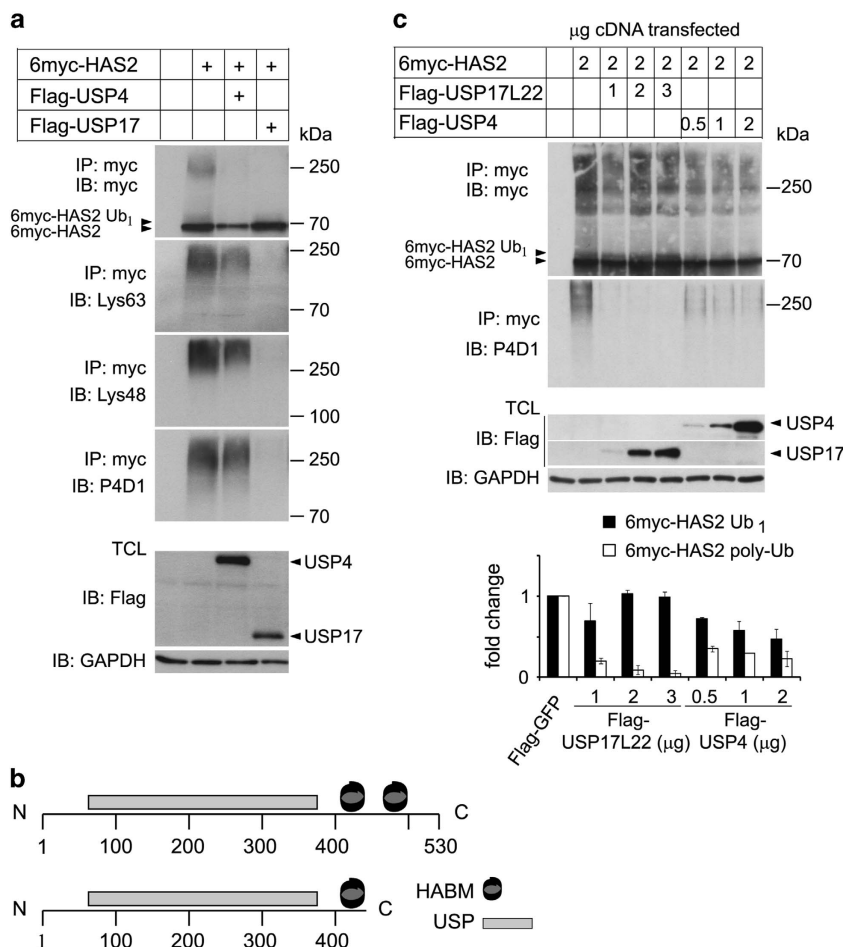 a
6myc-HAS2 + + +
Flag-USP4 +
Flag-USP17 +
kDa
IP: myc
IB: myc
250
6myc-HAS2 Ub1
6myc-HAS2
70
IP: myc
IB: Lys63
250
70
IP: myc
IB: Lys48
250
100
IP: myc
IB: P4D1
250
70
TCL
IB: Flag
USP4
USP17
IB: GAPDH
c
µg cDNA transfected
6myc-HAS2 2 2 2 2 2 2 2
Flag-USP17L22 1 2 3
Flag-USP4 0.5 1 2
kDa
IP: myc
IB: myc
250
6myc-HAS2 Ub1
6myc-HAS2
70
IP: myc
IB: P4D1
250
TCL
IB: Flag
USP4
USP17
IB: GAPDH
6myc-HAS2 Ub 1
6myc-HAS2 poly-Ub
fold change
1
0
Flag-GFP
1 2 3 0.5 1 2
Flag- Flag-
USP17L22 (µg) USP4 (µg)
b
N C
1 100 200 300 400 530
N C
1 100 200 300 400
HABM
USP